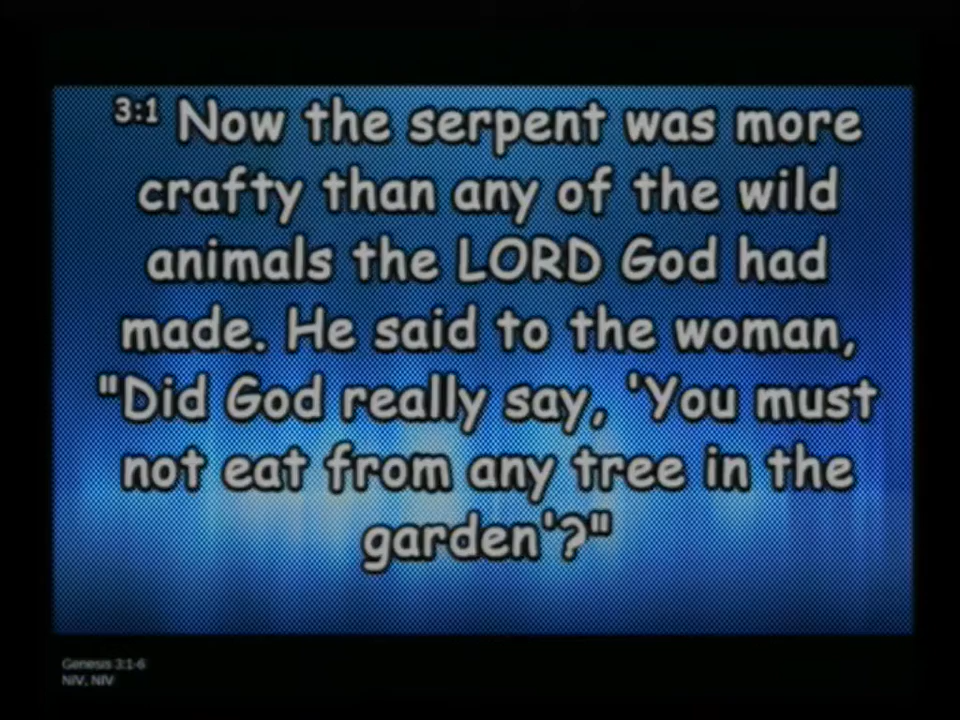 3:1 Now the serpent was more
crafty than any of the wild
animals the LORD God had
made. He said to the woman,
"Did God really say, 'You must
not eat from any tree in the
garden'?"
Genesis 3:1-6
NIV, NIV